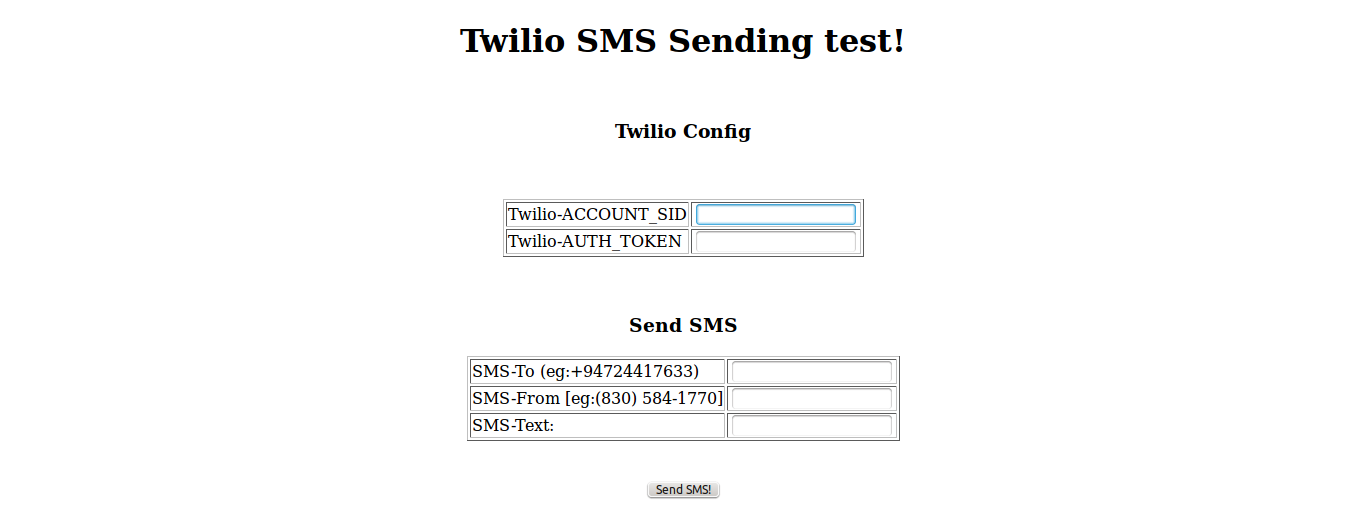 Twilio SMS Sending test!
Twilio Config
Twilio-ACCOUNT_SID
Twilio-AUTH_TOKEN
Send SMS
SMS-To (eg:+94724417633)
SMS-From [eg:(830) 584-1770]
SMS-Text:
Send SMS!